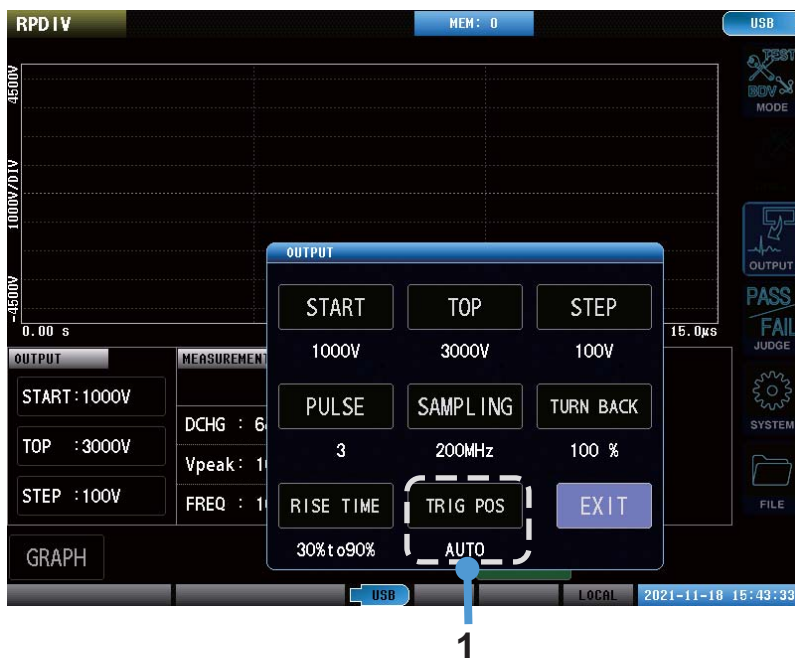 RPDIV
MEM: 0
USB
TEST
BDV
MODE
4500V
1000V/DIV
-4500V
0.00 s
15.0µs
OUTPUT
START
TOP
STEP
1000V
3000V
100V
PULSE
SAMPLING
TURN BACK
3
200MHz
100 %
RISE TIME
TRIG POS
EXIT
30%to90%
AUTO
OUTPUT
PASS
FAIL
JUDGE
SYSTEM
FILE
OUTPUT
START:1000V
TOP :3000V
STEP :100V
MEASUREMENT
DCHG :
Vpeak:
FREQ :
GRAPH
USB
LOCAL
2021-11-18 15:43:33
1